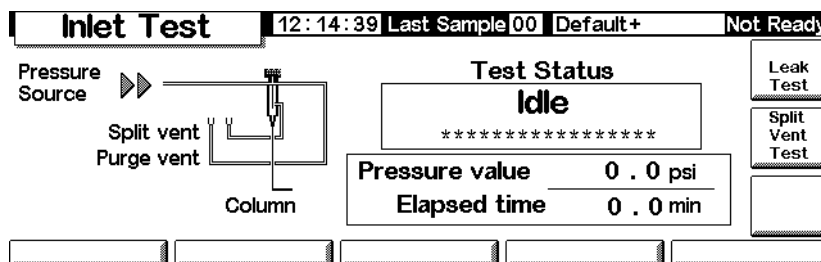 Inlet Test 12:14:39 Last Sample 00 Default+ Not Ready
Pressure Source
Split vent
Purge vent
Column
Test Status
Idle
*****************
Pressure value 0.0 psi
Elapsed time 0.0 min
Leak
Test
Split
Vent
Test